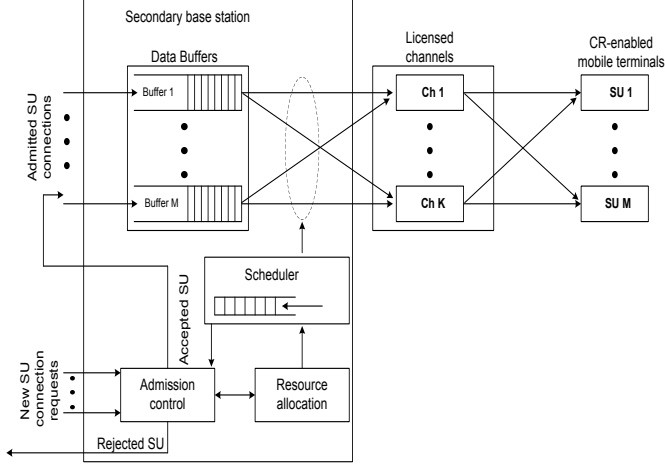 Secondary base station
Data Buffers
Licensed
channels
CR-enabled
mobile terminals
Buffer 1
Ch 1
SU 1
Admitted SU
connections
Buffer M
Ch K
SU M
Scheduler
Accepted SU
New SU
connection
requests
Admission
control
Resource
allocation
Rejected SU